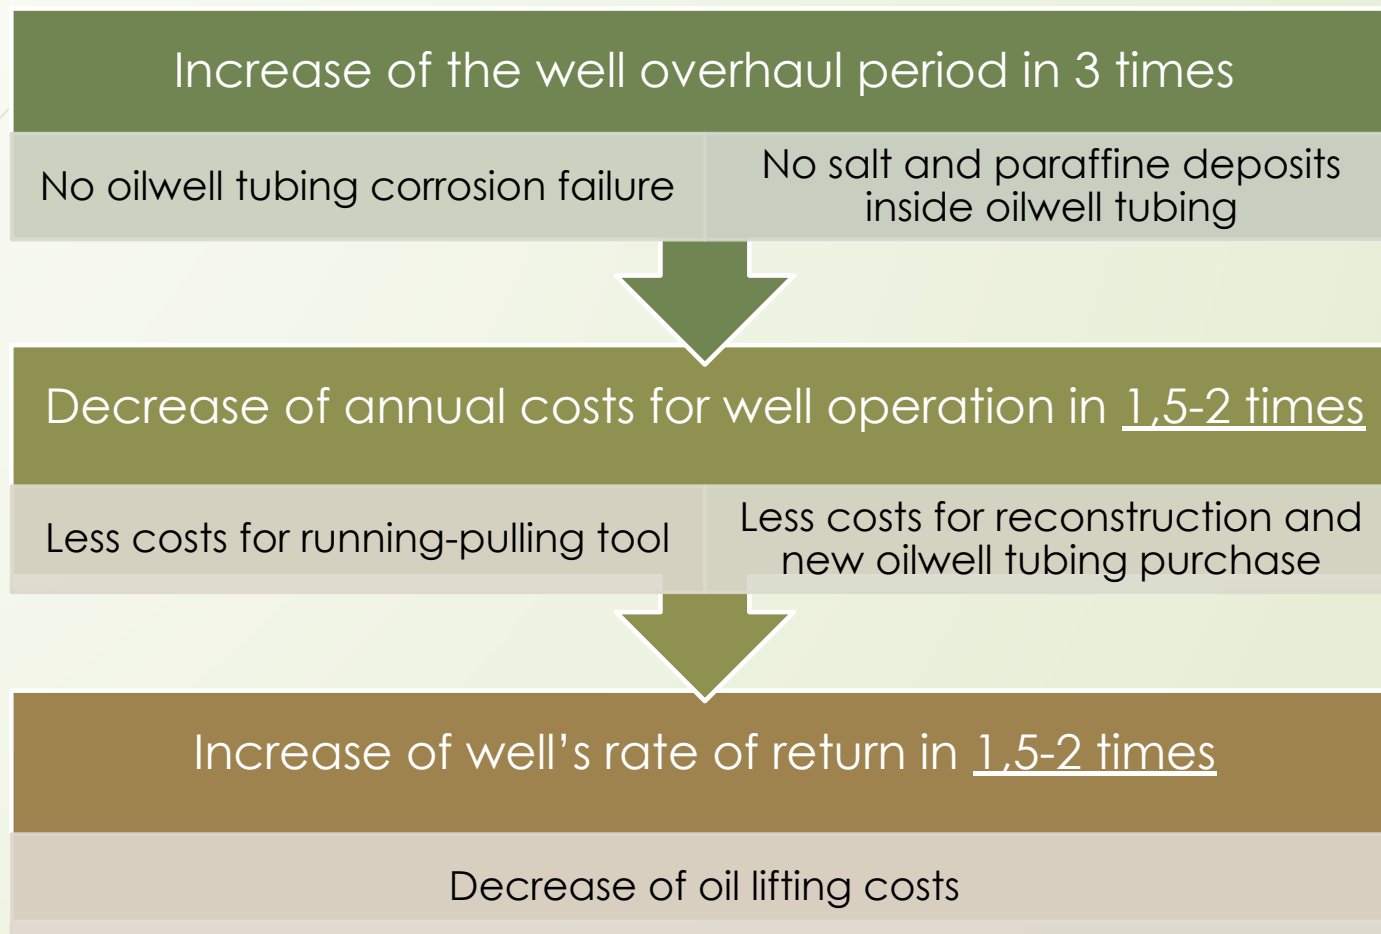 Increase of the well overhaul period in 3 times
No oilwell tubing corrosion failure
No salt and paraffine deposits
inside oilwell tubing
Decrease of annual costs for well operation in 1,5-2 times
Less costs for running-pulling tool
Less costs for reconstruction and
new oilwell tubing purchase
Increase of well’s rate of return in 1,5-2 times
Decrease of oil lifting costs